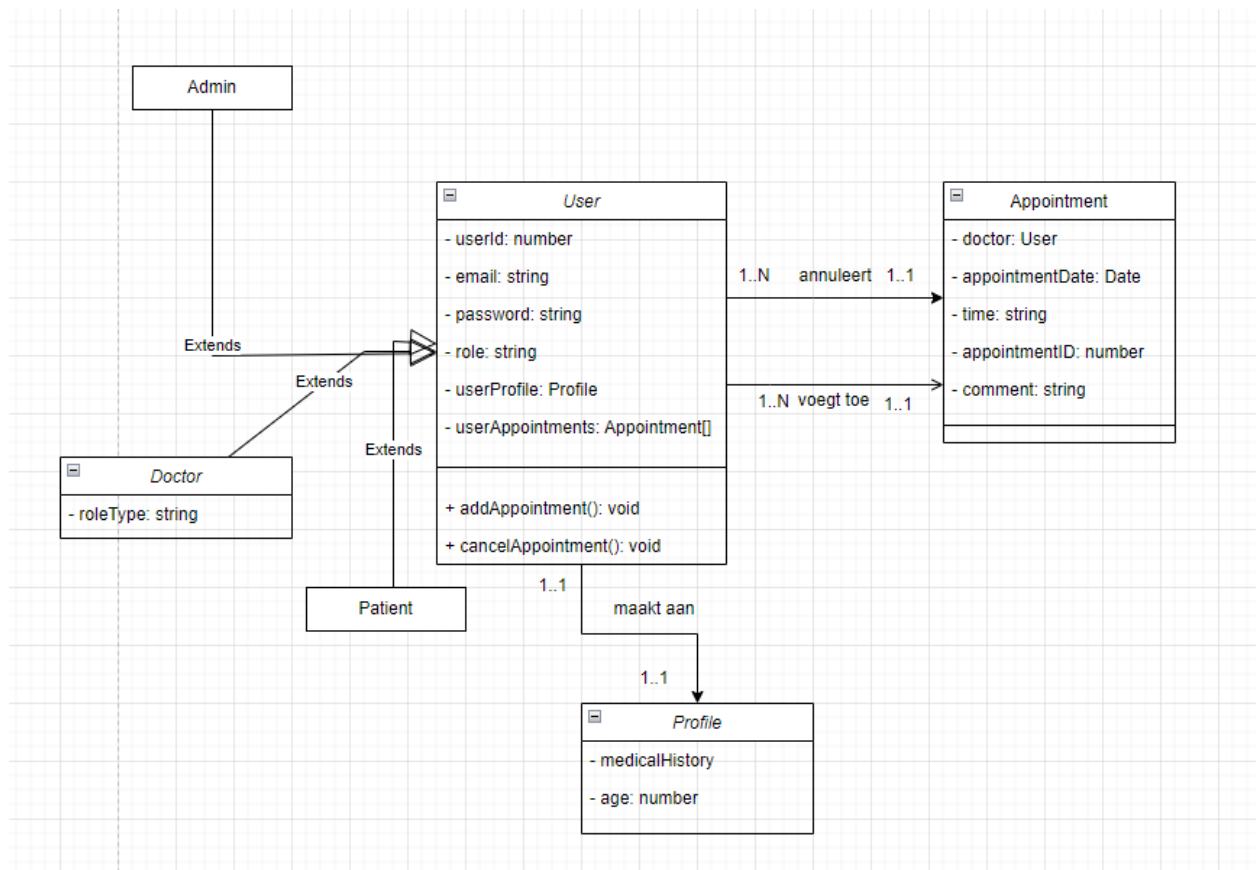 Admin
User
- userId: number
- email: string
- password: string
- role: string
- userProfile: Profile
- userAppointments: Appointment[]
+ addAppointment(): void
+ cancelAppointment(): void
Appointment
- doctor: User
- appointmentDate: Date
- time: string
- appointmentID: number
- comment: string
1..N annuleert 1..1
1..N voegt toe 1..1
Extends
Extends
Extends
Doctor
- roleType: string
Patient
1..1
maakt aan
1..1
Profile
- medicalHistory
- age: number